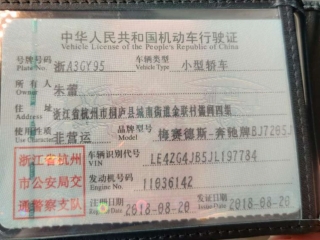 中华人民共和国机动车行驶证
Vehicle License of the People's Republic of China
号牌号码 Plate No. 浙A3GY95 车辆类型 Vehicle Type 小型轿车
所有人 Owner 朱蕾
住址 Address 浙江省杭州市桐庐县城南街道金联村
使用性质 Use Character 非营运 品牌型号 Model 梅赛德斯-奔驰牌BJ7205J
浙江省杭州 车辆识别代号 VIN LE42G4JB5JL197784
市公安局交 发动机号码 Engine No. 11036142
通警察支队 注册日期 2018-08-20 发证日期 2018-08-20